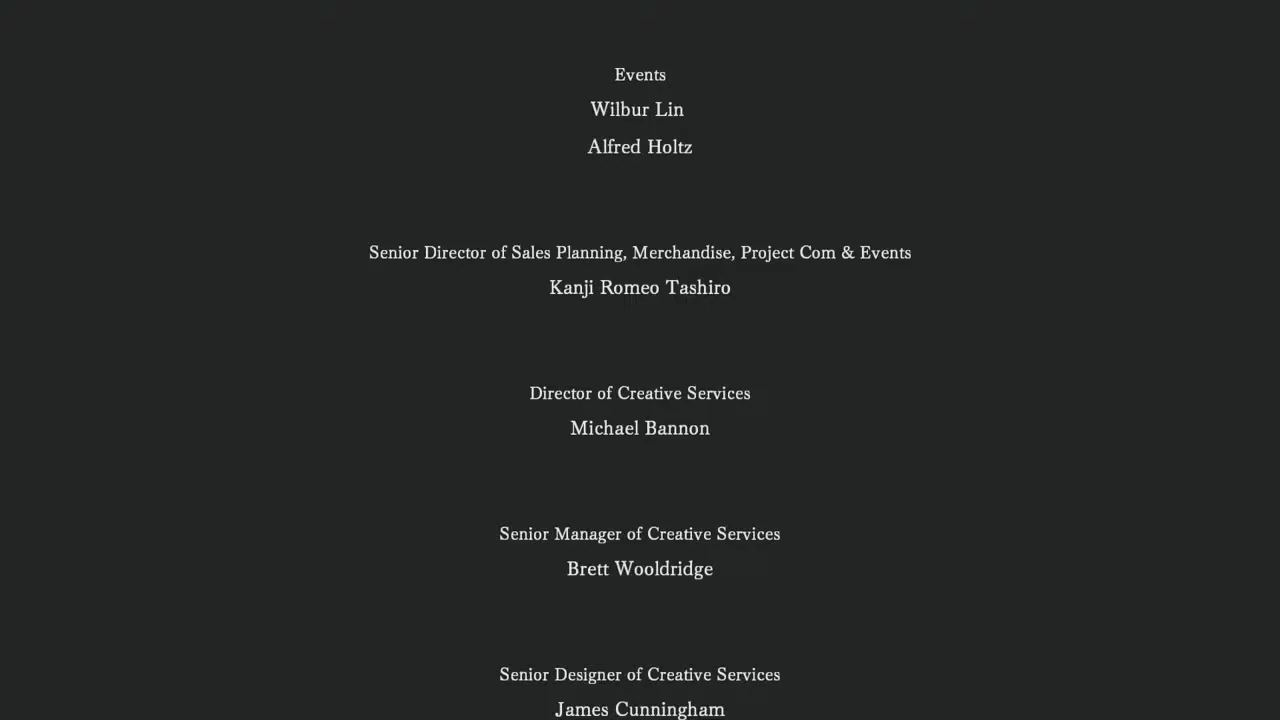 Events
Wilbur Lin
Alfred Holtz
Senior Director of Sales Planning, Merchandise, Project Com & Events
Kanji Romeo Tashiro
Director of Creative Services
Michael Bannon
Senior Manager of Creative Services
Brett Wooldridge
Senior Designer of Creative Services
James Cunningham